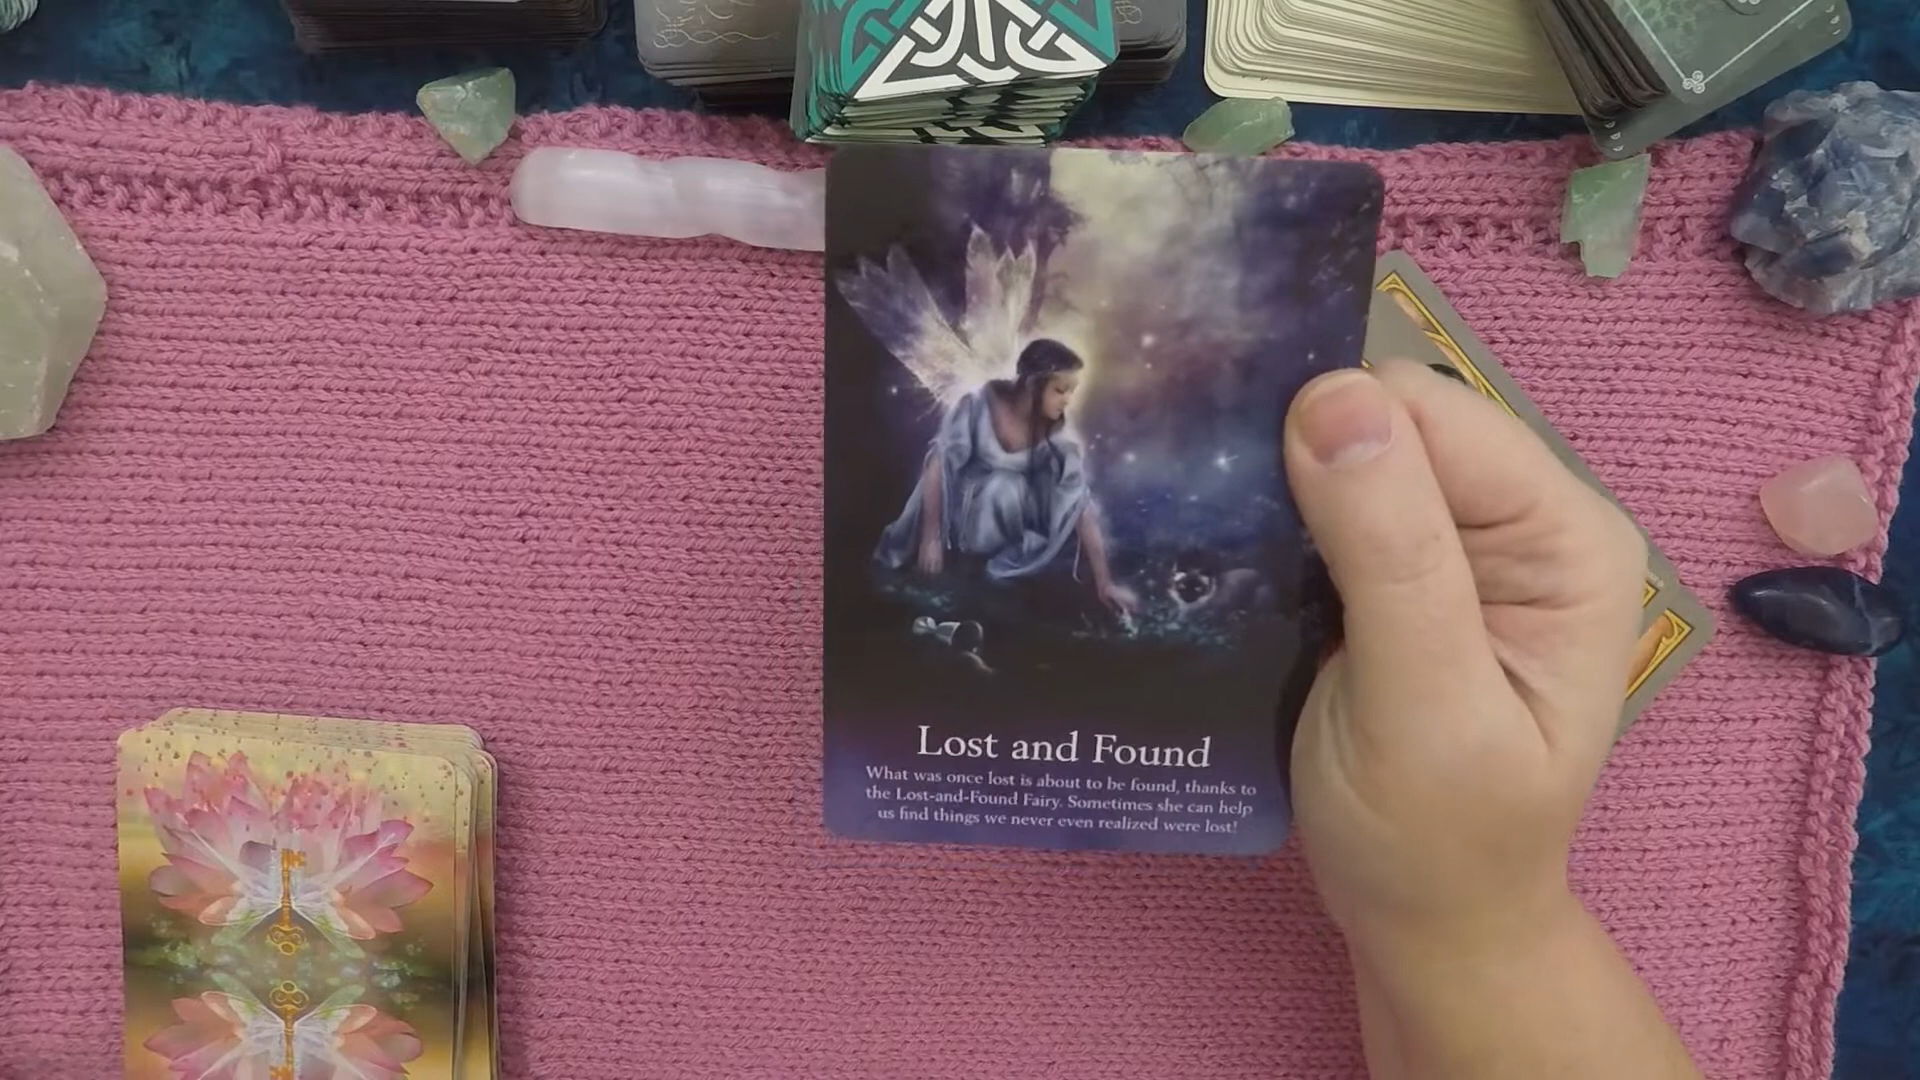 Lost and Found
What was once lost is about to be found, thanks to
the Lost-and-Found Fairy. Sometimes she can help
us find things we never even realized were lost!